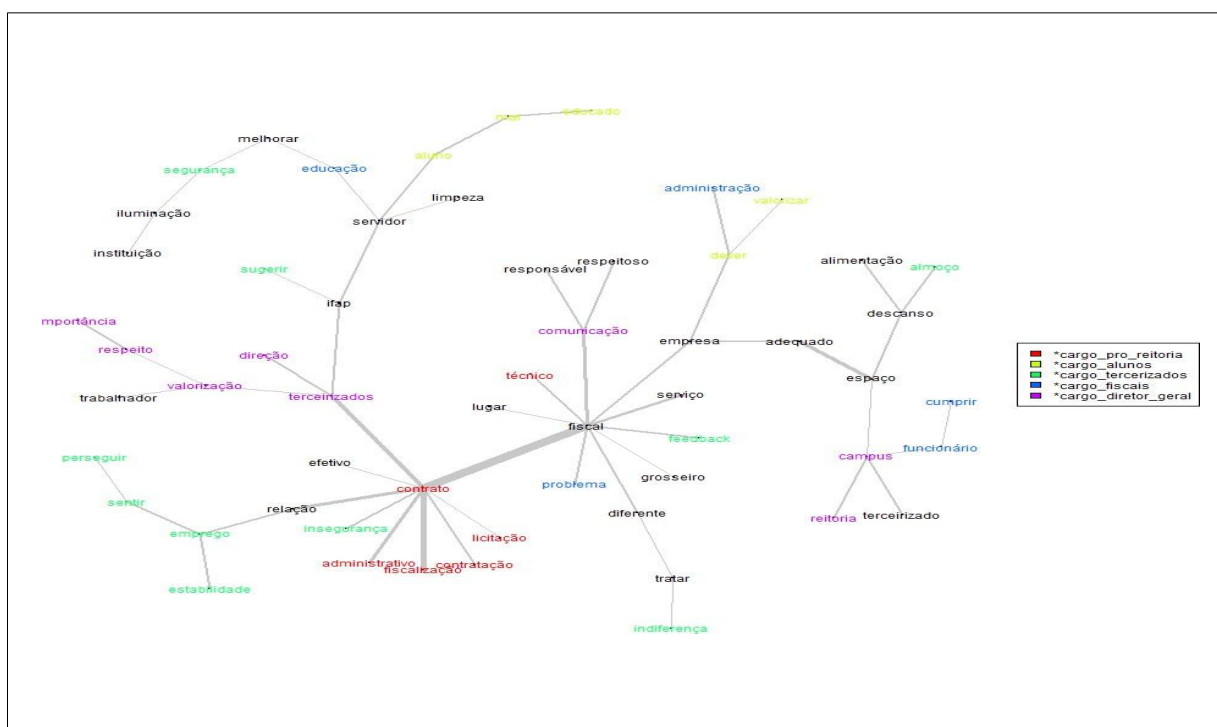 educado
mal
melhorar
aluno
segurança
educação
administração
limpeza
valorizar
iluminação
servidor
instituição
respeitoso
dever
alimentação
almoço
sugerir
responsável
ifap
descanso
mportância
comunicação
respeito
direção
empresa
adequado
técnico
espaço
valorização
trabalhador
terceirizados
serviço
lugar
cumprir
fiscal
feedback
funcionário
perseguir
efetivo
campus
grosseiro
contrato
problema
sentir
relação
diferente
reitoria
terceirizado
insegurança
emprego
licitação
administrativo
contratação
fiscalização
tratar
estabilidade
indiferença
*cargo_pro_reitoria
*cargo_alunos
*cargo_tercerizados
*cargo_fiscais
*cargo_diretor_geral